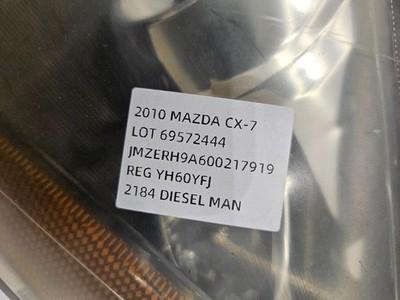 2010 MAZDA CX-7
LOT 69572444
JMZERH9A600217919
REG YH60YFJ
2184 DIESEL MAN